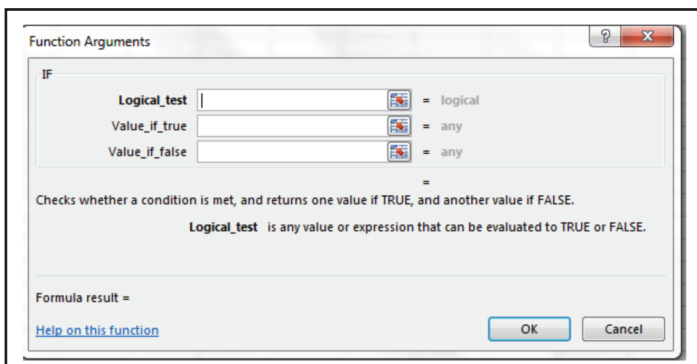 Function Arguments
IF
Logical_test = logical
Value_if_true = any
Value_if_false = any
=
Checks whether a condition is met, and returns one value if TRUE, and another value if FALSE.
Logical_test is any value or expression that can be evaluated to TRUE or FALSE.
Formula result =
Help on this function OK Cancel